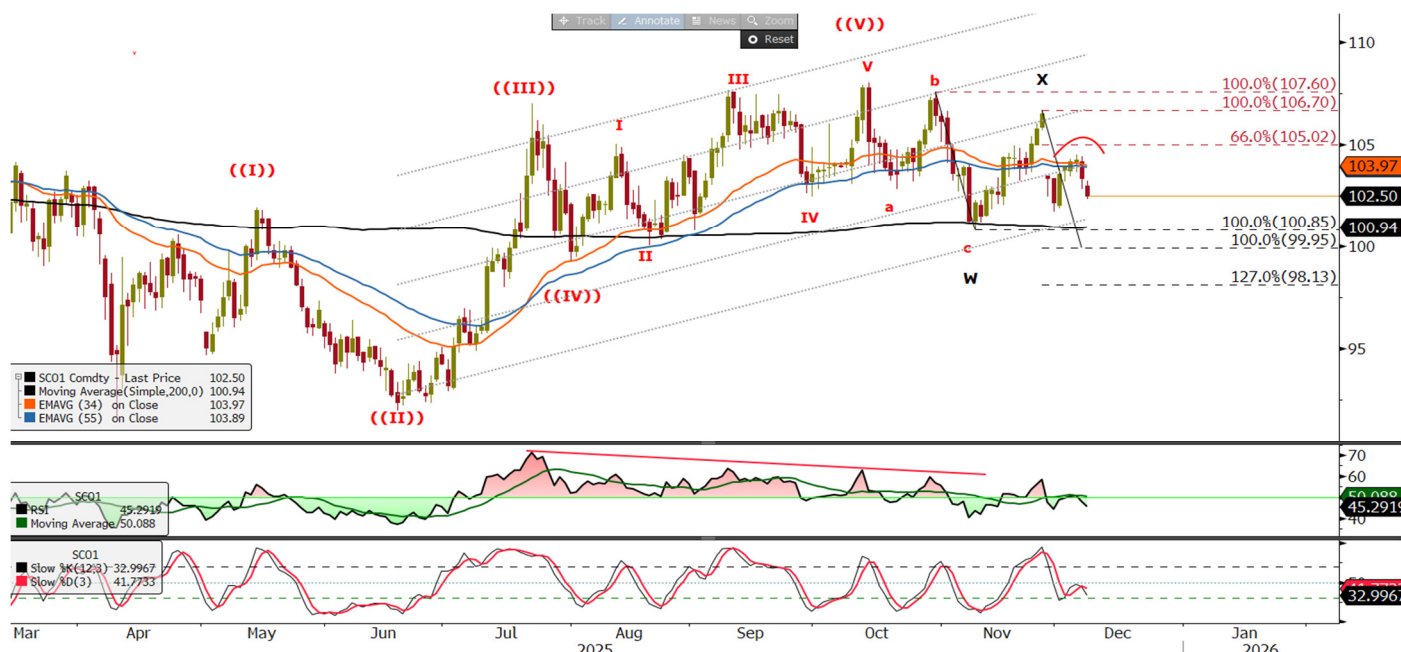 Track Annotate News Zoom
Reset
((V))
110
((III))
III
V
b
X
100.0%(107.60)
100.0%(106.70)
I
66.0%(105.02)
105
((I))
103.97
102.50
IV
a
II
c
W
100.0%(100.85)
100.94
100.0%(99.95)
100
((IV))
127.0%(98.13)
95
((II))
SCO1 Comdty - Last Price 102.50
Moving Average(Simple,200,0) 100.94
EMAVG (34) on Close 103.97
EMAVG (55) on Close 103.89
70
60
SCO1
RSI 45.2919
Moving Average 50.088
50.088
45.2919
40
SCO1
Slow %K(12,3) 32.9967
Slow %D(3) 41.7733
32.9967
Mar Apr May Jun Jul Aug Sep Oct Nov Dec Jan
2025 2026